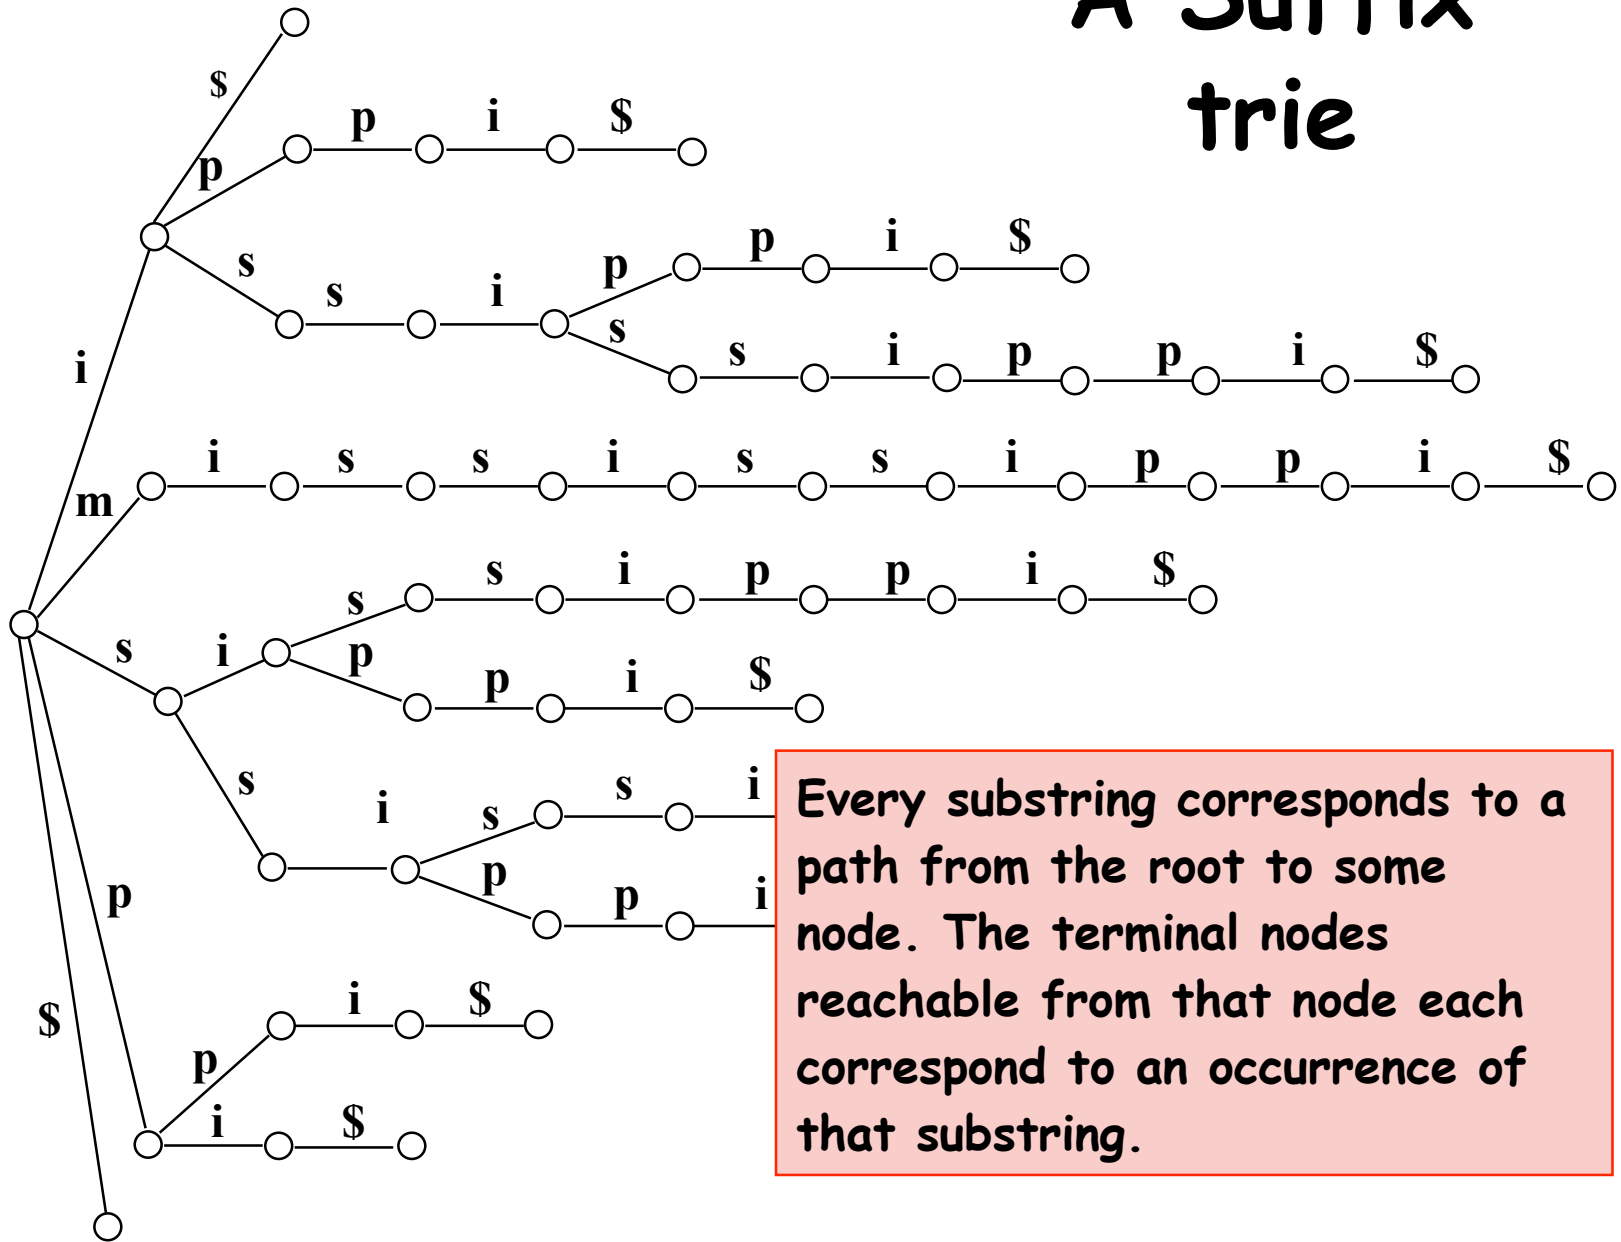 A Suffix
trie
$
p p i $
s s i p p i $
s s i p p i $
i
m i s s i s s i p p i $
s i s s i p p i $
p p i $
s i s s i
p p i
p p i $
i $
$
Every substring corresponds to a
path from the root to some
node. The terminal nodes
reachable from that node each
correspond to an occurrence of
that substring.